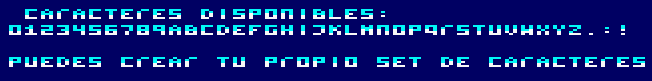 CARACTERES DISPONIBLES:
0123456789ABCDEFGHIJKLMNOPQRSTUVWXYZ.:!
PUEDES CREAR TU PROPIO SET DE CARACTERES